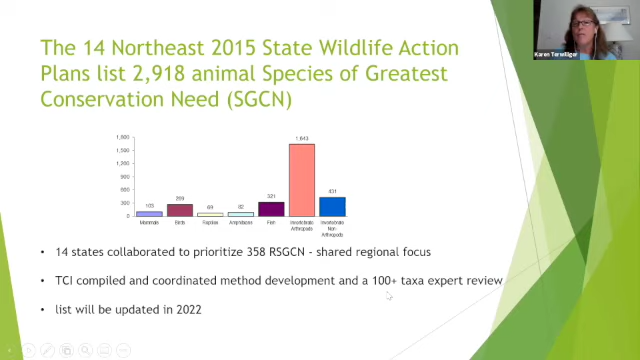 The 14 Northeast 2015 State Wildlife Action
Plans list 2,918 animal Species of Greatest
Conservation Need (SGCN)
Karen Terwilliger
1,800
1,500
1,200
900
600
300
0
103
269
69
82
321
1,643
431
Mammals
Birds
Reptiles
Amphibians
Fish
Invertebrate
Arthropods
Invertebrate
Non-
Arthropods
• 14 states collaborated to prioritize 358 RSGCN - shared regional focus
• TCI compiled and coordinated method development and a 100+ taxa expert review
• list will be updated in 2022